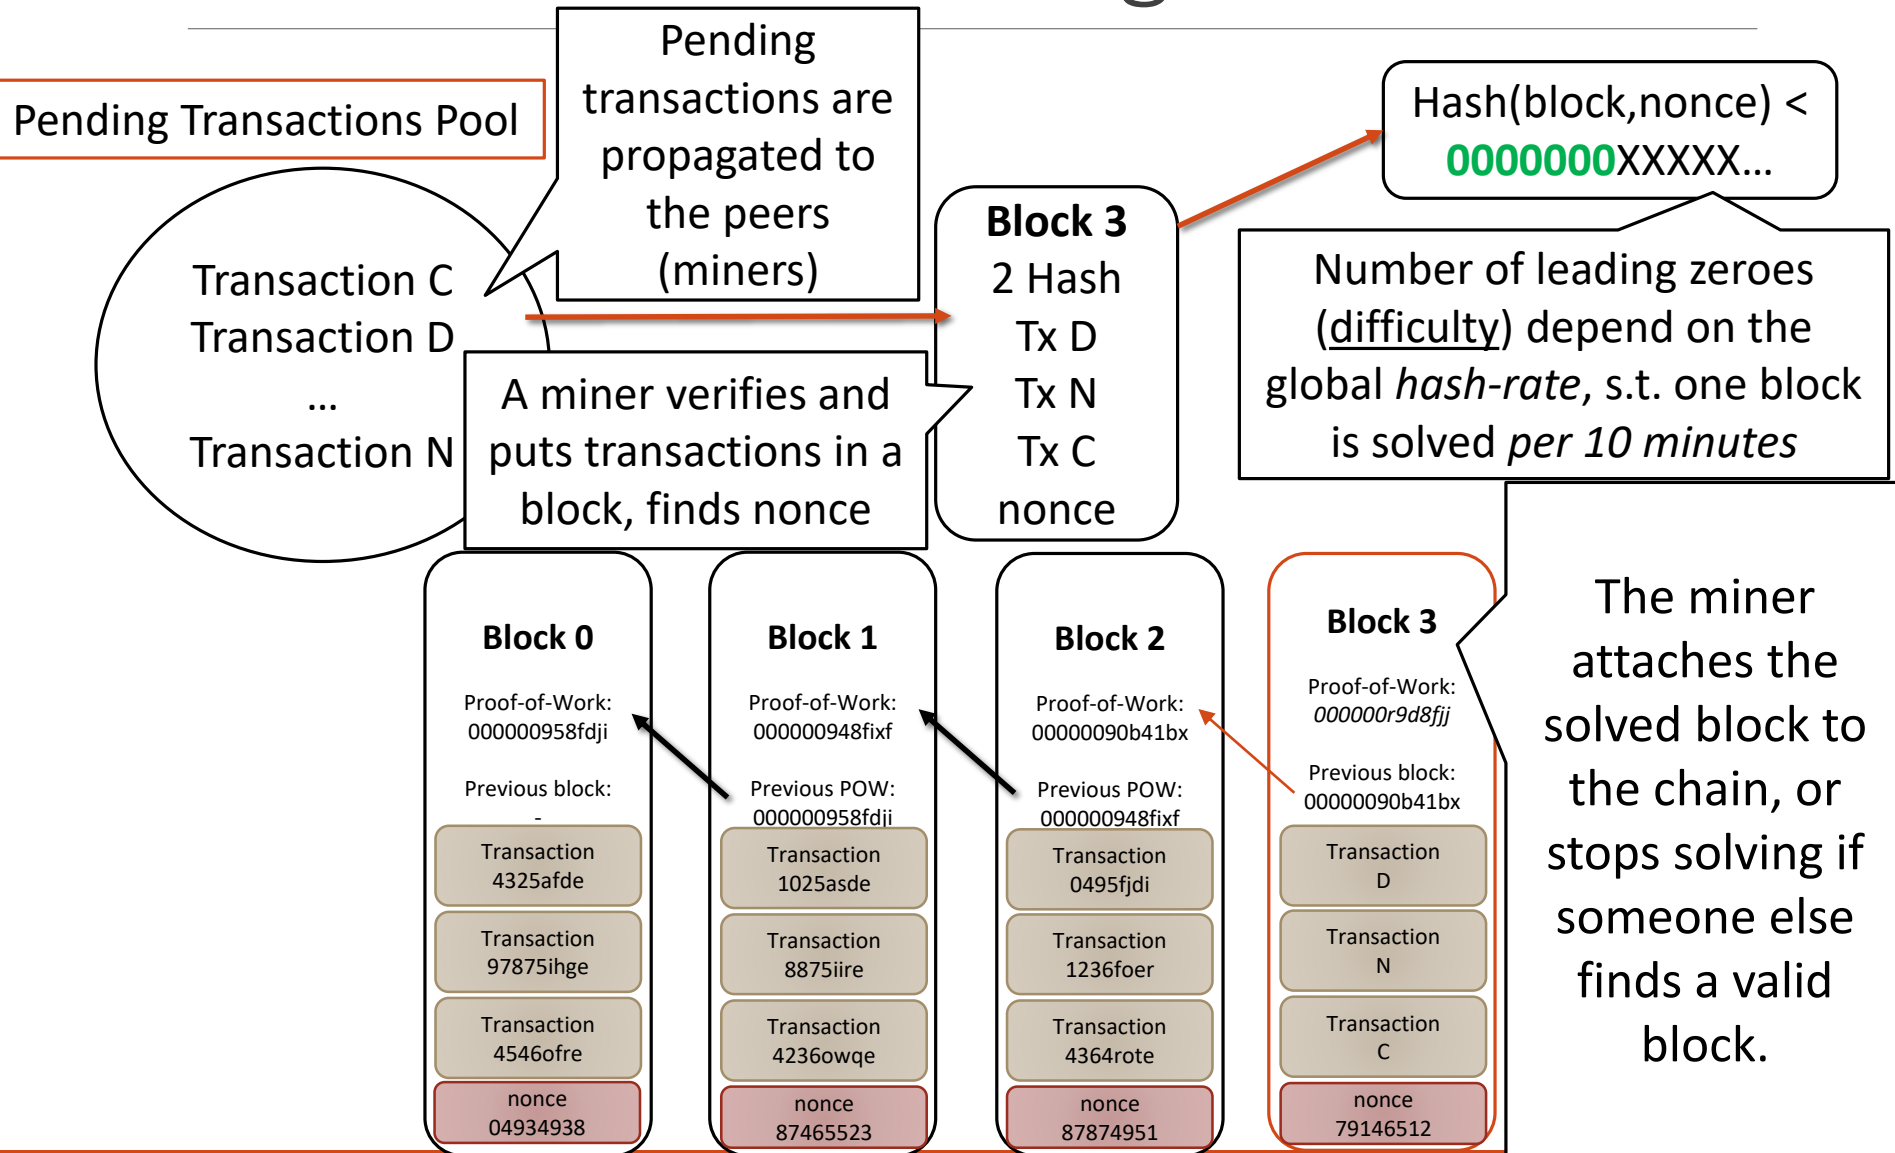 Pending Transactions Pool
Pending
transactions are
propagated to
the peers
(miners)
Transaction C
Transaction D
...
Transaction N
A miner verifies and
puts transactions in a
block, finds nonce
Block 3
2 Hash
Tx D
Tx N
Tx C
nonce
Hash(block,nonce) <
0000000XXXXX...
Number of leading zeroes
(difficulty) depend on the
global hash-rate, s.t. one block
is solved per 10 minutes
Block 0
Proof-of-Work:
000000958fdji
Previous block:
-
Transaction
4325afde
Transaction
97875ihge
Transaction
4546ofre
nonce
04934938
Block 1
Proof-of-Work:
000000948fixf
Previous POW:
000000958fdji
Transaction
1025asde
Transaction
8875iire
Transaction
4236owqe
nonce
87465523
Block 2
Proof-of-Work:
00000090b41bx
Previous POW:
000000948fixf
Transaction
0495fjdi
Transaction
1236foer
Transaction
4364rote
nonce
87874951
Block 3
Proof-of-Work:
000000r9d8fjj
Previous block:
00000090b41bx
Transaction
D
Transaction
N
Transaction
C
nonce
79146512
The miner
attaches the
solved block to
the chain, or
stops solving if
someone else
finds a valid
block.